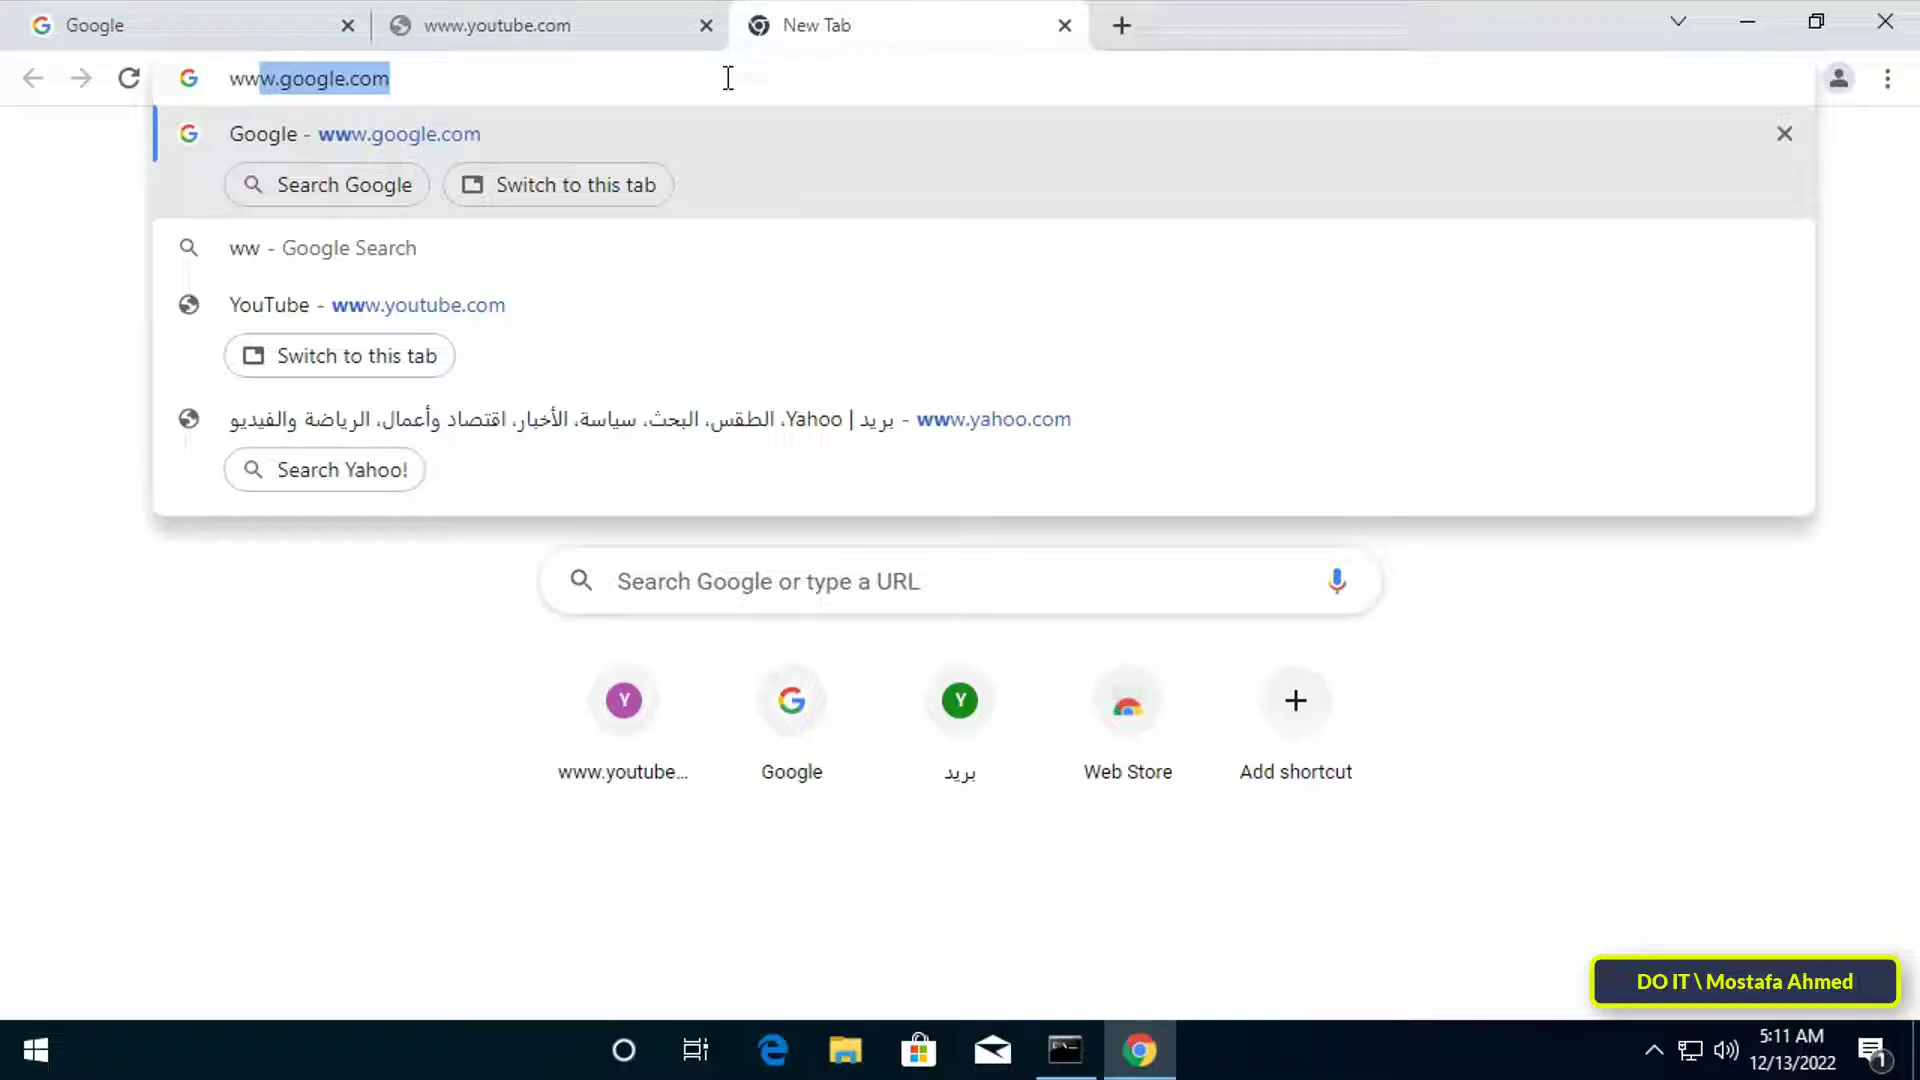 Google
www.youtube.com
New Tab
www.google.com
Google - www.google.com
Search Google
Switch to this tab
ww - Google Search
YouTube - www.youtube.com
Switch to this tab
بريد | Yahoo، الطقس، البحث، سياسة، الأخبار، اقتصاد وأعمال، الرياضة والفيديو - www.yahoo.com
Search Yahoo!
Search Google or type a URL
Y
Y
www.youtube...
Google
بريد
Web Store
Add shortcut
DO IT \ Mostafa Ahmed
5:11 AM
12/13/2022
1